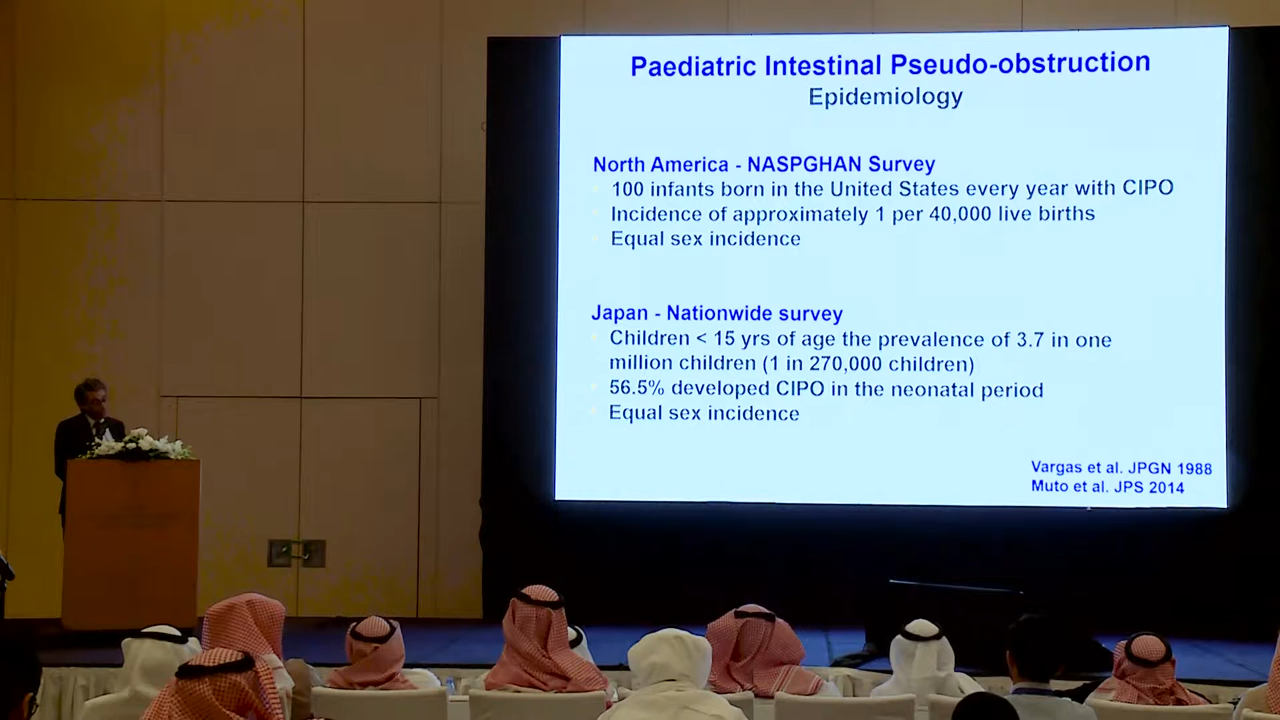 Paediatric Intestinal Pseudo-obstruction
Epidemiology
North America - NASPGHAN Survey
100 infants born in the United States every year with CIPO
Incidence of approximately 1 per 40,000 live births
Equal sex incidence
Japan - Nationwide survey
Children < 15 yrs of age the prevalence of 3.7 in one
million children (1 in 270,000 children)
56.5% developed CIPO in the neonatal period
Equal sex incidence
Vargas et al. JPGN 1988
Muto et al. JPS 2014